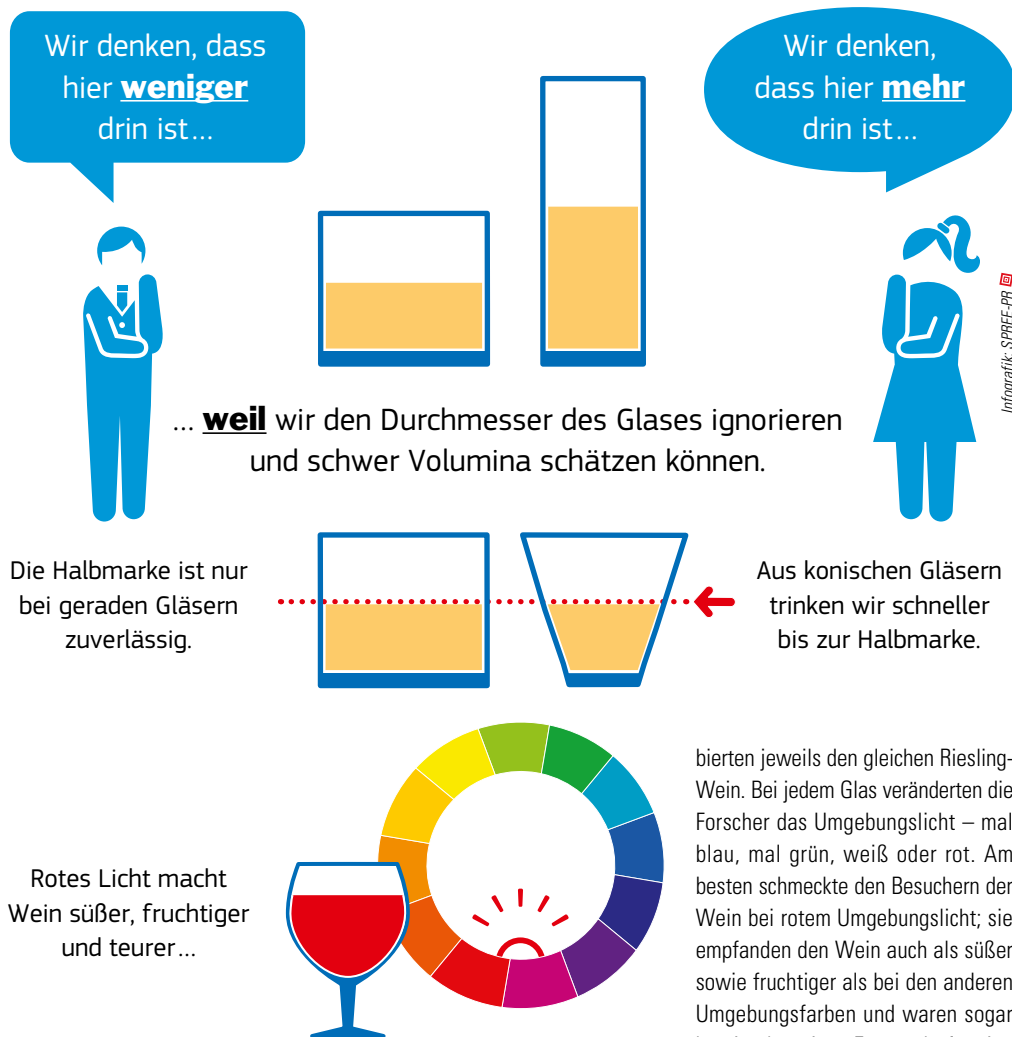 Wir denken, dass
hier weniger
drin ist...
Wir denken,
dass hier mehr
drin ist...
Infografik: SPREE-PR
... weil wir den Durchmesser des Glases ignorieren
und schwer Volumina schätzen können.
Die Halbmarke ist nur
bei geraden Gläsern
zuverlässig.
Aus konischen Gläsern
trinken wir schneller
bis zur Halbmarke.
Rotes Licht macht
Wein süßer, fruchtiger
und teurer...
bierten jeweils den gleichen Riesling-
Wein. Bei jedem Glas veränderten die
Forscher das Umgebungslicht – mal
blau, mal grün, weiß oder rot. Am
besten schmeckte den Besuchern der
Wein bei rotem Umgebungslicht; sie
empfanden den Wein auch als süßer
sowie fruchtiger als bei den anderen
Umgebungsfarben und waren sogar